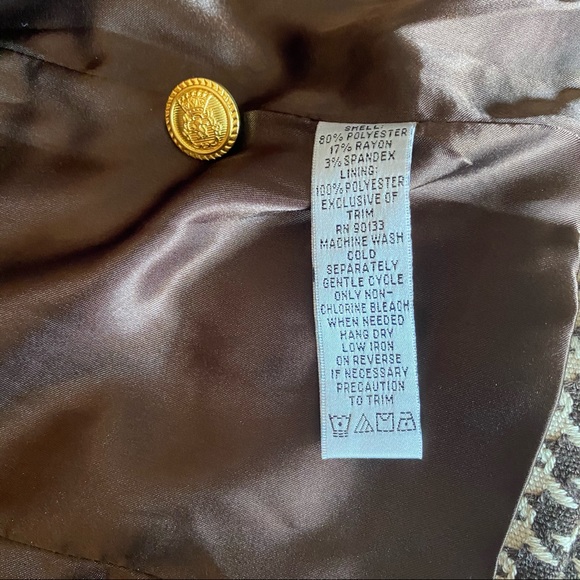 SHELL:
80% POLYESTER
17% RAYON
3% SPANDEX
LINING:
100% POLYESTER
EXCLUSIVE OF
TRIM
RN 90133
MACHINE WASH
COLD
SEPARATELY
GENTLE CYCLE
ONLY NON-
CHLORINE BLEACH
WHEN NEEDED
HANG DRY
LOW IRON
ON REVERSE
IF NECESSARY
PRECAUTION
TO TRIM